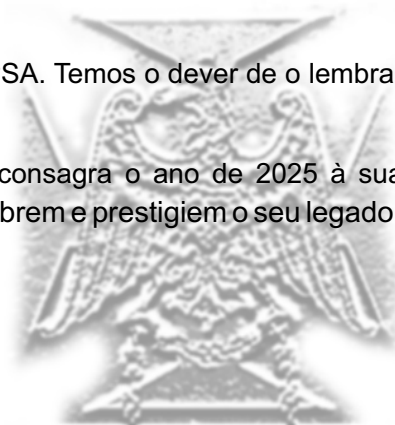 SA. Temos o dever de o lembra
consagra o ano de 2025 à sua
brem e prestigiem o seu legado